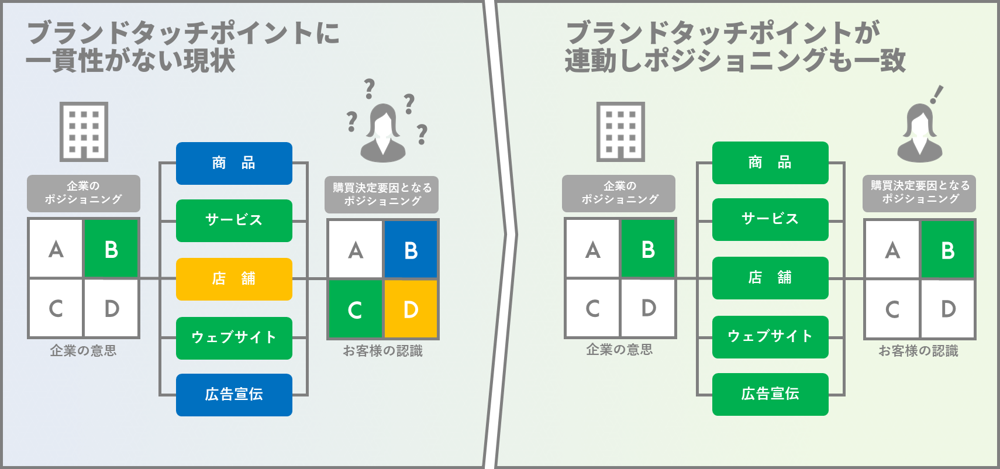 ブランドタッチポイントに
一貫性がない現状
? ? ? ?
企業の
ポジショニング
A B
C D
企業の意思
商　品
サービス
店　舗
ウェブサイト
広告宣伝
購買決定要因となる
ポジショニング
A B
C D
お客様の認識
ブランドタッチポイントが
連動しポジショニングも一致
!
企業の
ポジショニング
A B
C D
企業の意思
商　品
サービス
店　舗
ウェブサイト
広告宣伝
購買決定要因となる
ポジショニング
A B
C D
お客様の認識